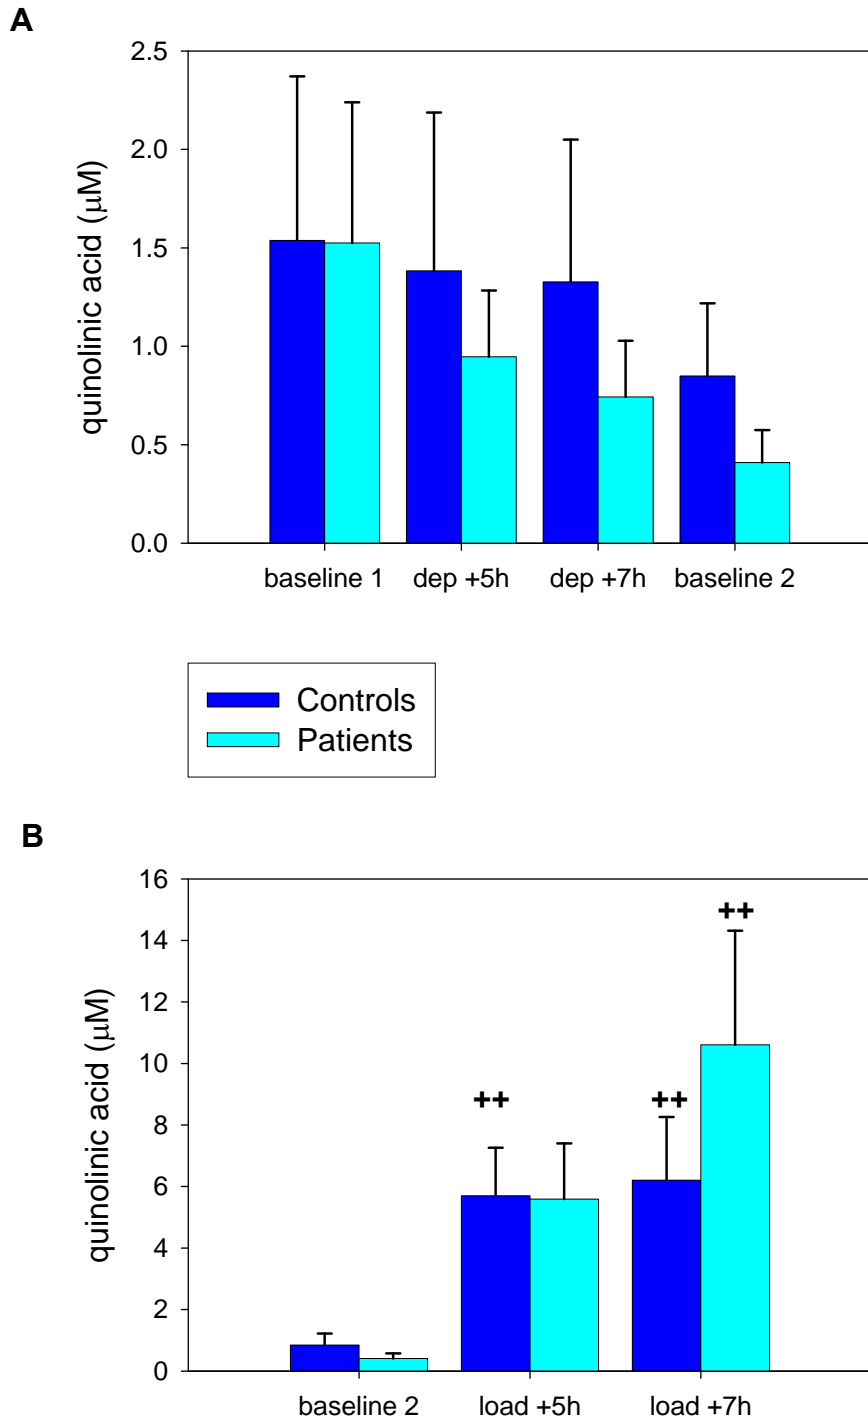 A
2.5
2.0
1.5
1.0
0.5
0.0
quinolinic acid (μM)
baseline 1 dep +5h dep +7h baseline 2
Controls
Patients
B
16
14
12
10
8
6
4
2
0
quinolinic acid (μM)
++
++ ++
baseline 2 load +5h load +7h